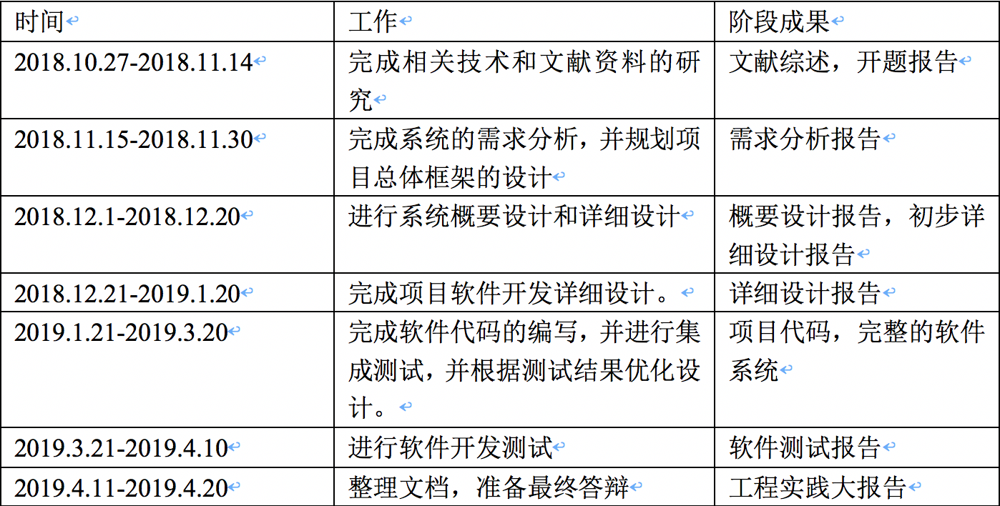 时间 工作 阶段成果
2018.10.27-2018.11.14 完成相关技术和文献资料的研 文献综述，开题报告
究
2018.11.15-2018.11.30 完成系统的需求分析，并规划项 需求分析报告
目总体框架的设计
2018.12.1-2018.12.20 进行系统概要设计和详细设计 概要设计报告，初步详
细设计报告
2018.12.21-2019.1.20 完成项目软件开发详细设计。 详细设计报告
2019.1.21-2019.3.20 完成软件代码的编写，并进行集 项目代码，完整的软件
成测试，并根据测试结果优化设 系统
计。
2019.3.21-2019.4.10 进行软件开发测试 软件测试报告
2019.4.11-2019.4.20 整理文档，准备最终答辩 工程实践大报告